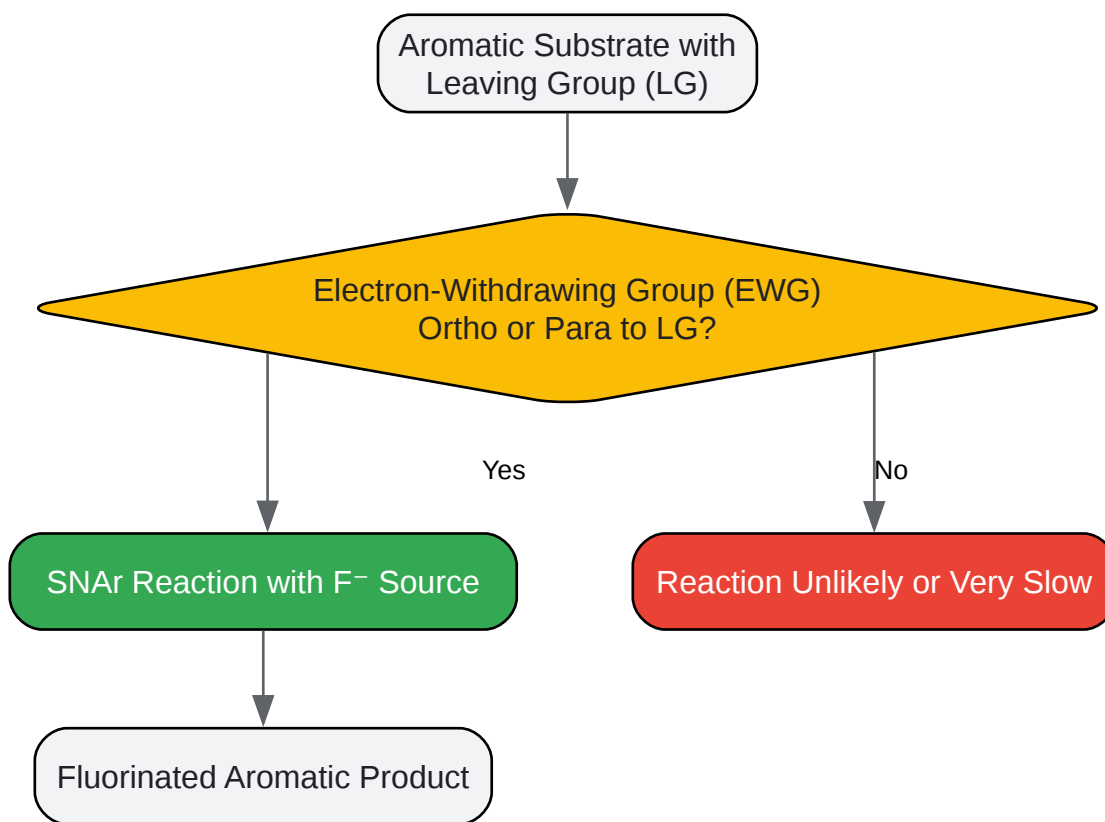 Aromatic Substrate with
Leaving Group (LG)
Electron-Withdrawing Group (EWG)
Ortho or Para to LG?
Yes
No
SNAr Reaction with F⁻ Source
Reaction Unlikely or Very Slow
Fluorinated Aromatic Product